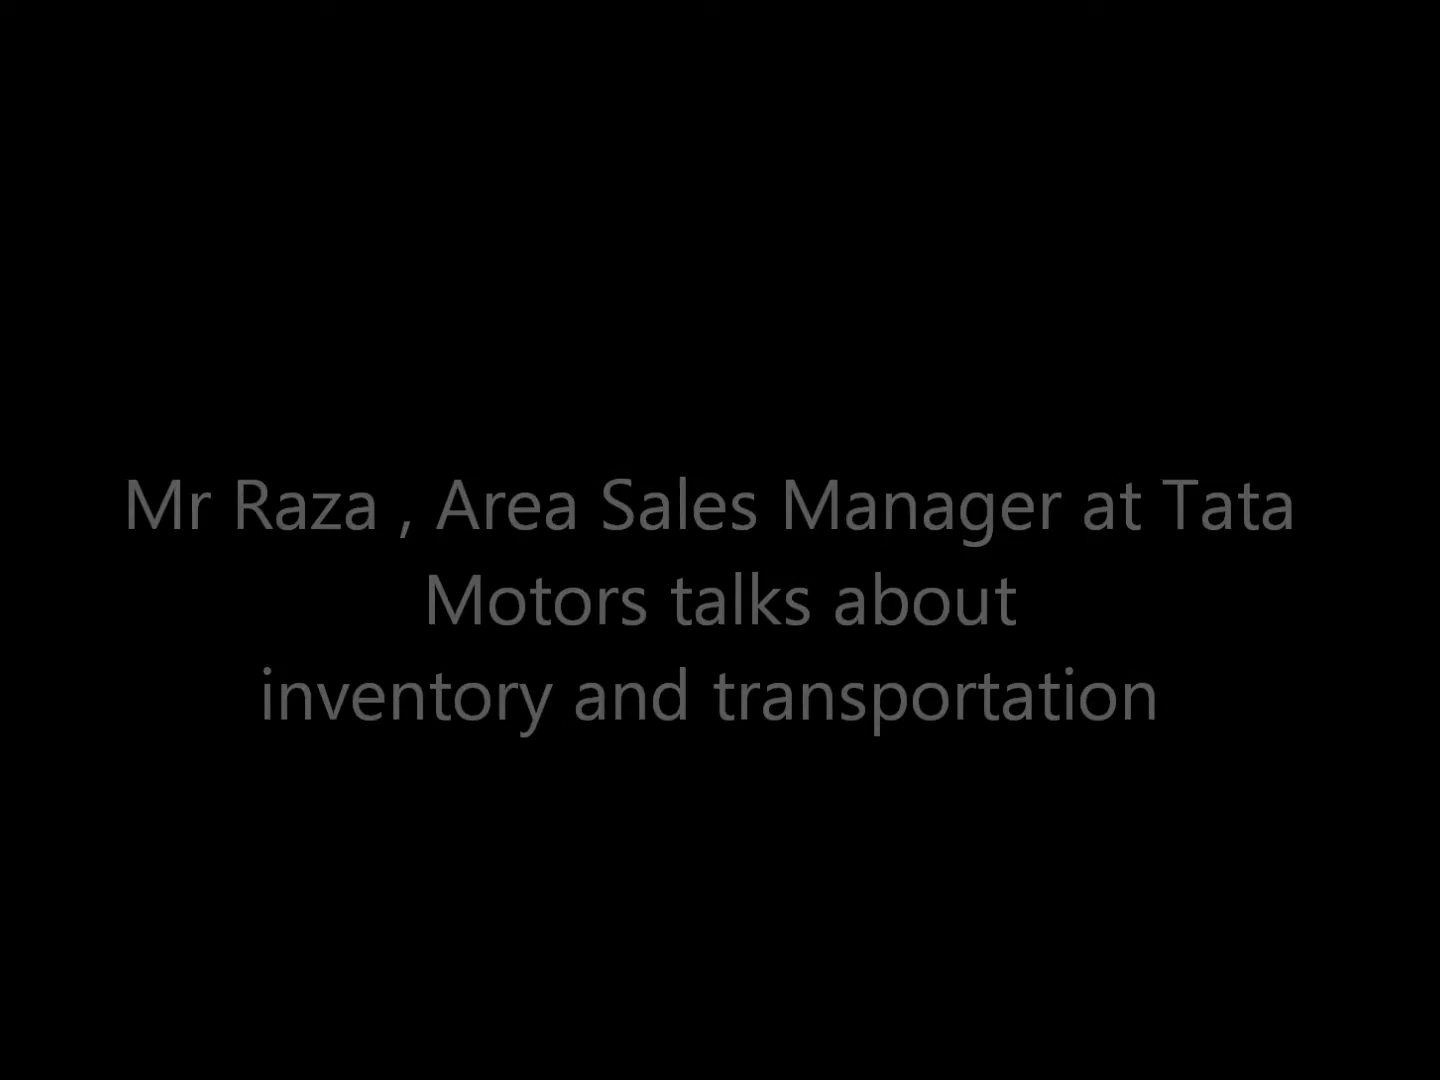 Mr Raza , Area Sales Manager at Tata
Motors talks about
inventory and transportation